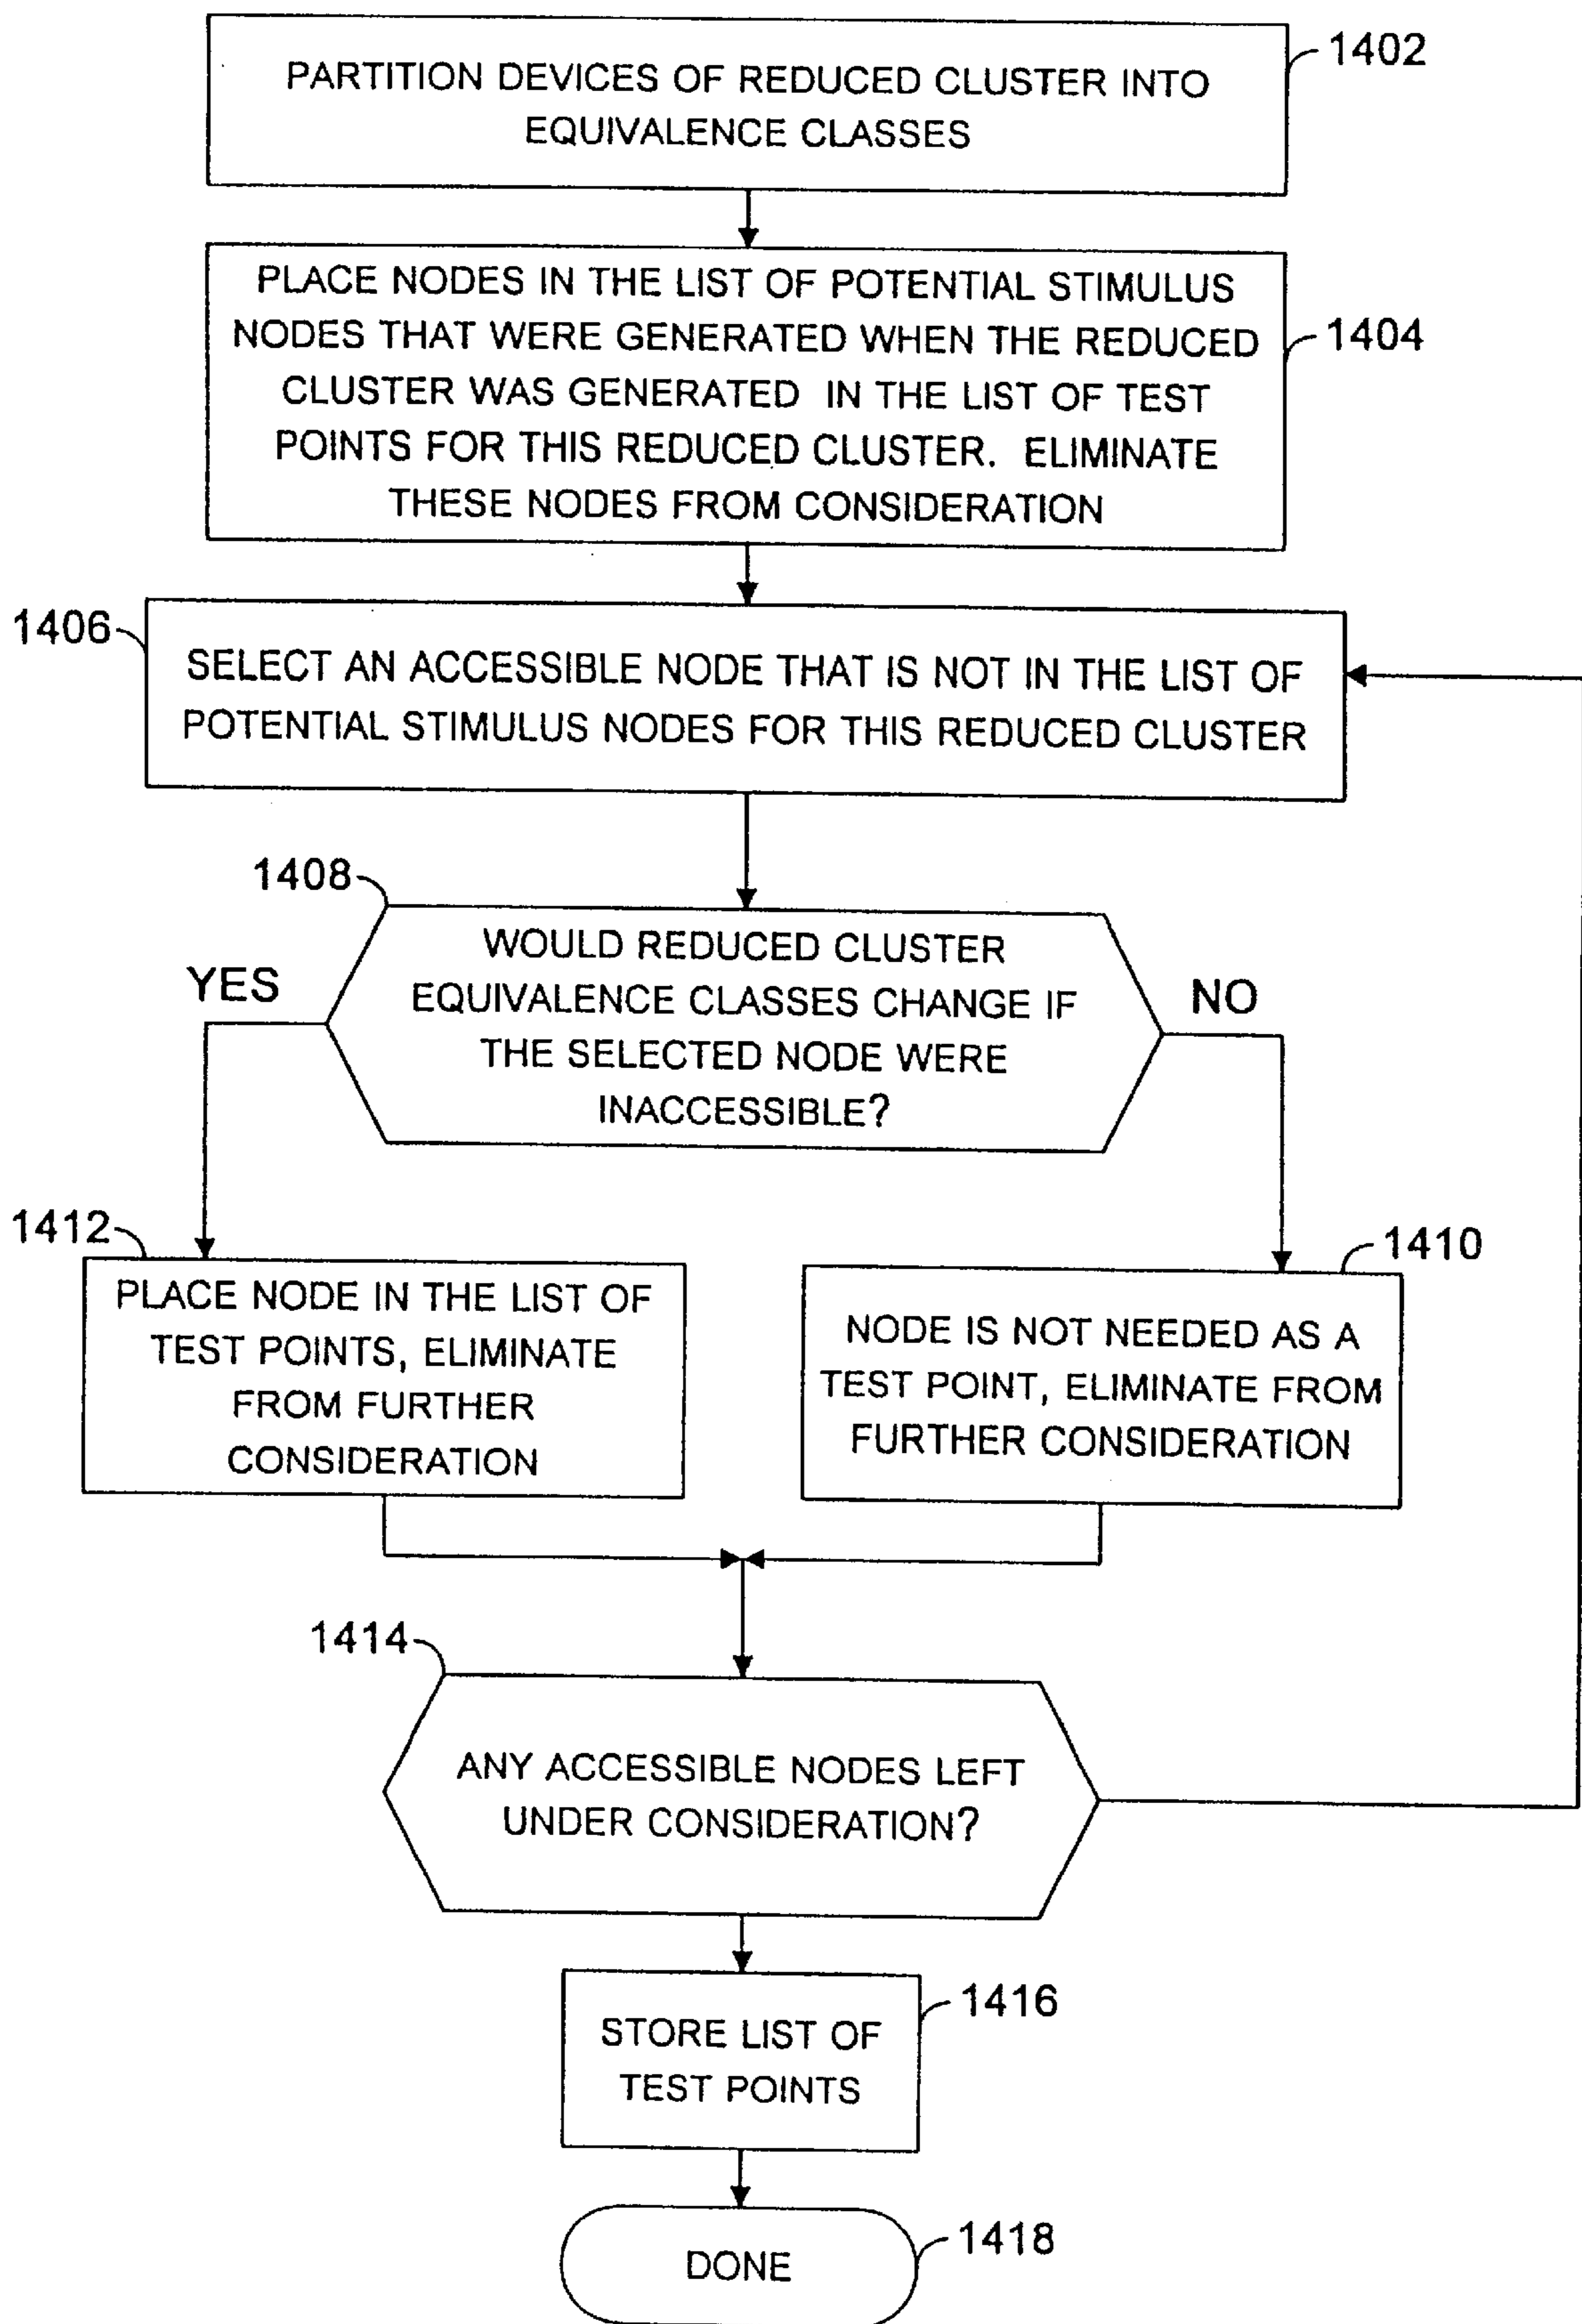 1402
PARTITION DEVICES OF REDUCED CLUSTER INTO
EQUIVALENCE CLASSES
PLACE NODES IN THE LIST OF POTENTIAL STIMULUS
NODES THAT WERE GENERATED WHEN THE REDUCED
CLUSTER WAS GENERATED IN THE LIST OF TEST
POINTS FOR THIS REDUCED CLUSTER. ELIMINATE
THESE NODES FROM CONSIDERATION
1404
1406
SELECT AN ACCESSIBLE NODE THAT IS NOT IN THE LIST OF
POTENTIAL STIMULUS NODES FOR THIS REDUCED CLUSTER
1408
WOULD REDUCED CLUSTER
EQUIVALENCE CLASSES CHANGE IF
THE SELECTED NODE WERE
INACCESSIBLE?
YES
NO
1412
PLACE NODE IN THE LIST OF
TEST POINTS, ELIMINATE
FROM FURTHER
CONSIDERATION
1410
NODE IS NOT NEEDED AS A
TEST POINT, ELIMINATE FROM
FURTHER CONSIDERATION
1414
ANY ACCESSIBLE NODES LEFT
UNDER CONSIDERATION?
1416
STORE LIST OF
TEST POINTS
1418
DONE